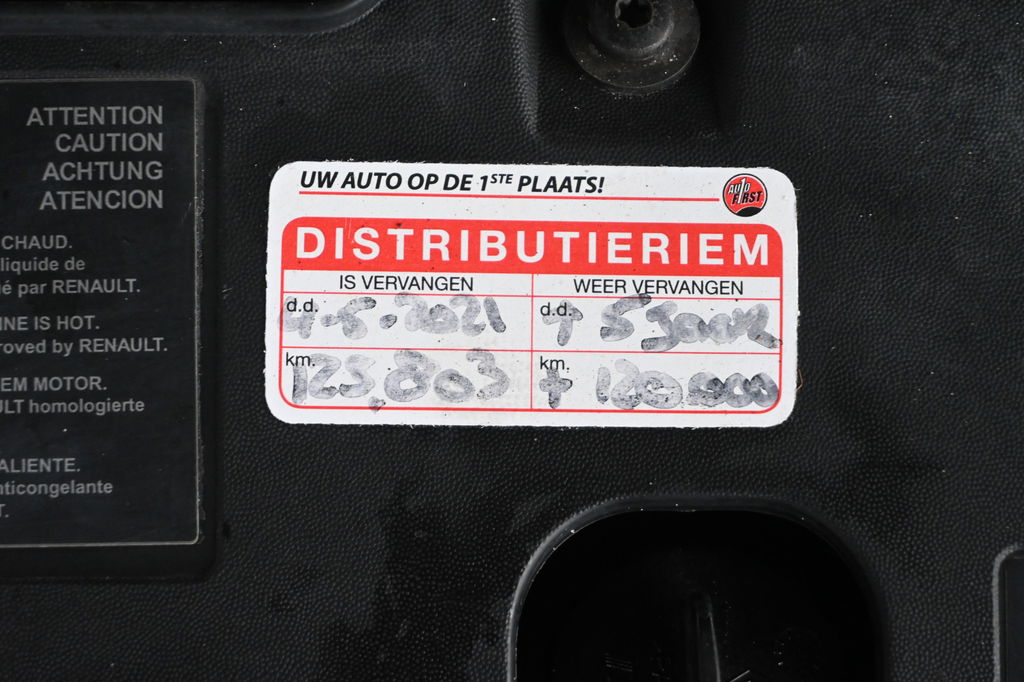 ATTENTION
CAUTION
ACHTUNG
ATENCION
CHAUD.
liquide de
é par RENAULT.
NE IS HOT.
roved by RENAULT.
EM MOTOR.
ULT homologierte
ALIENTE.
nticongelante
T.
UW AUTO OP DE 1STE PLAATS!
AUTO FIRST
DISTRIBUTIERIEM
IS VERVANGEN WEER VERVANGEN
d.d. 4.5.2021 d.d. + 5 Jaar
km. 125.803 km. + 120.000